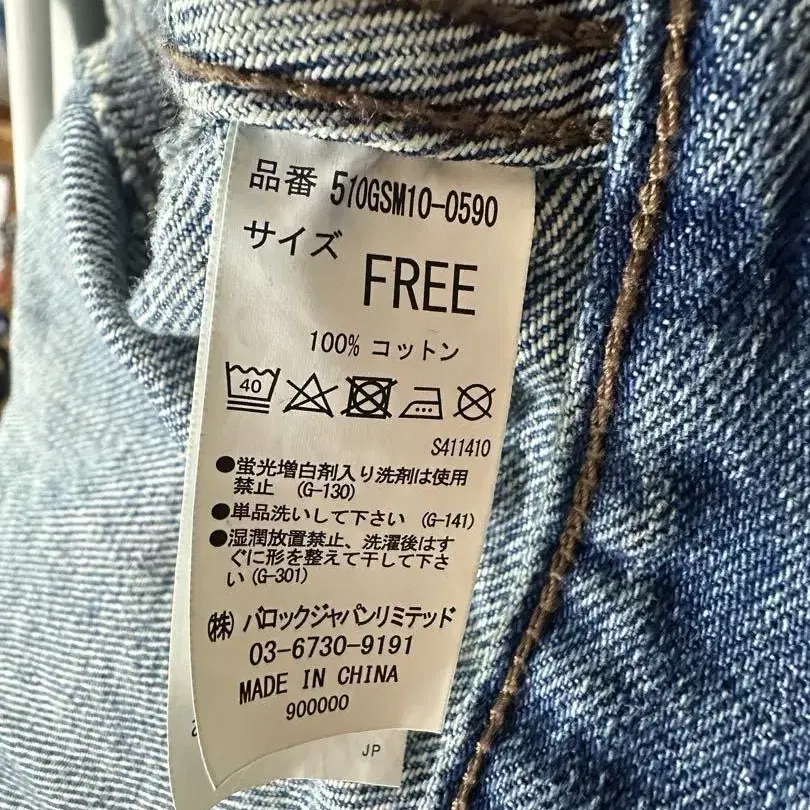 品番 510GSM10-0590
サイズ FREE
100% コットン
40
S411410
●蛍光増白剤入り洗剤は使用
禁止 (G-130)
●単品洗いして下さい (G-141)
●湿潤放置禁止、洗濯後はす
ぐに形を整えて干して下さ
い (G-301)
(株) バロックジャパンリミテッド
03-6730-9191
MADE IN CHINA
900000
JP